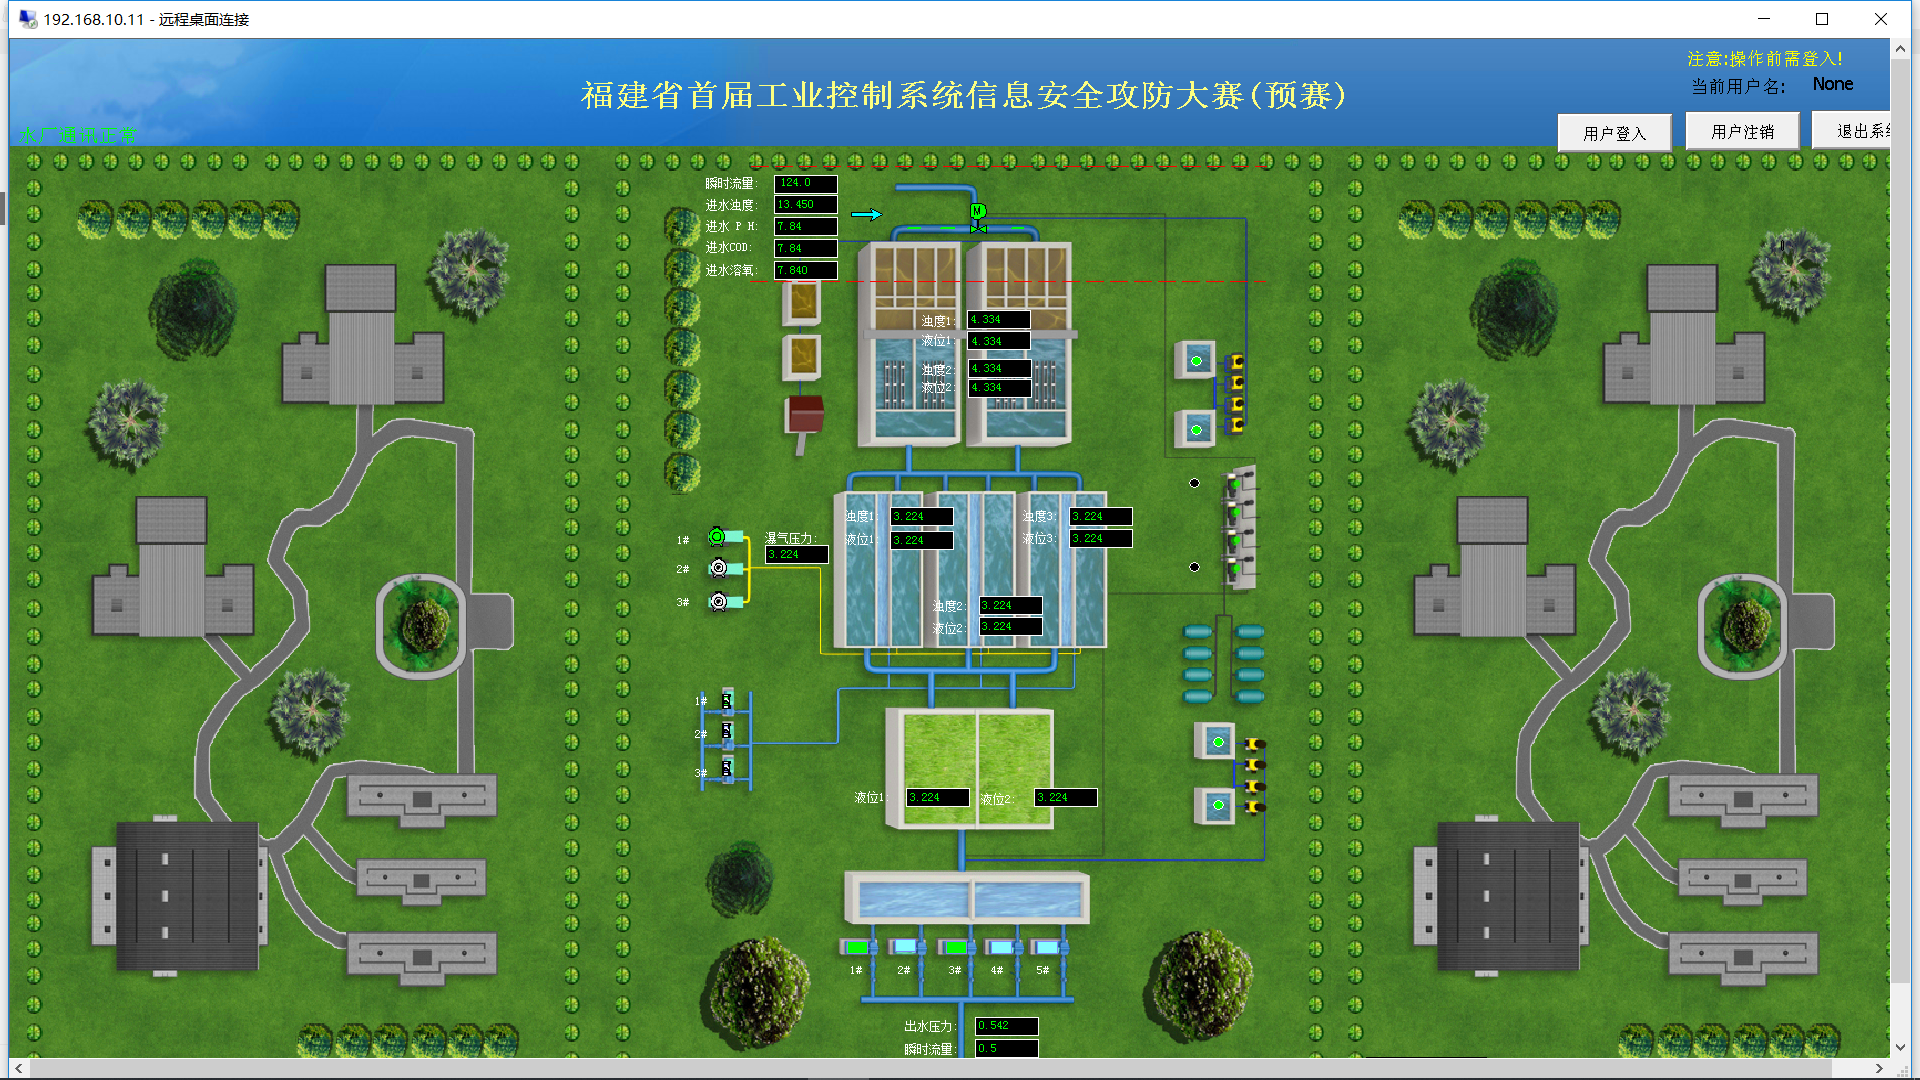 192.168.10.11 - 远程桌面连接
注意:操作前需登入!
福建省首届工业控制系统信息安全攻防大赛(预赛)
当前用户名: None
水厂通讯正常
用户登入
用户注销
退出系
瞬时流量: 124.0
进水浊度: 13.450
进水 P H: 7.84
进水COD: 7.84
进水溶氧: 7.840
M
浊度1: 4.334
液位1: 4.334
浊度2: 4.334
液位2: 4.334
浊度1: 3.224
液位1: 3.224
浊度3: 3.224
液位3: 3.224
1#
2#
3#
瀑气压力:
3.224
浊度2: 3.224
液位2: 3.224
1#
2#
3#
液位1: 3.224
液位2: 3.224
1# 2# 3# 4# 5#
出水压力: 0.542
瞬时流量: 0.5